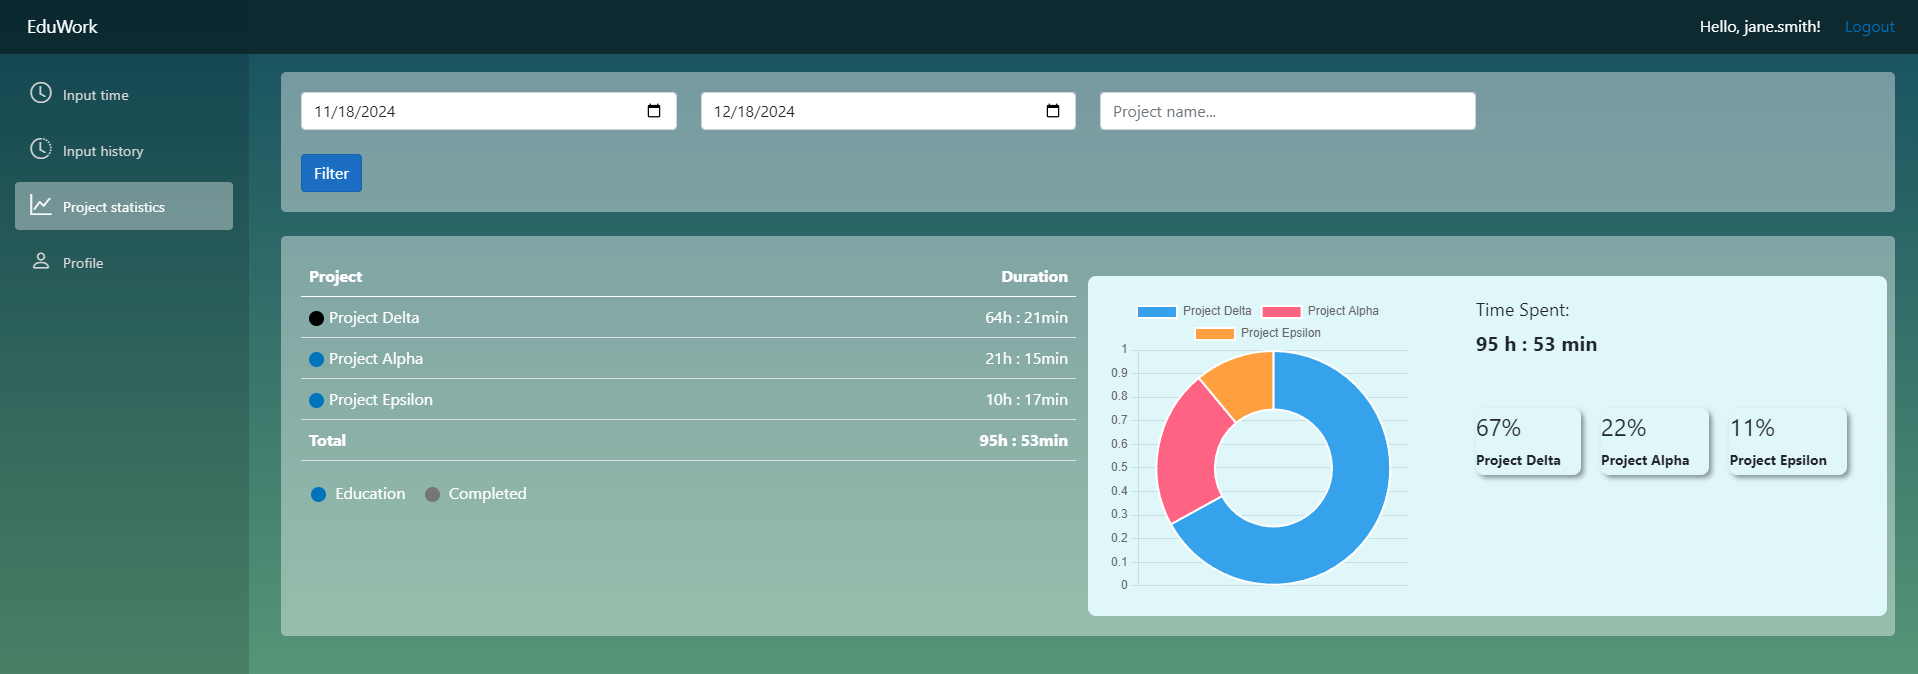 EduWork
Hello, jane.smith! Logout
Input time
Input history
Project statistics
Profile
11/18/2024 12/18/2024 Project name...
Filter
Project Duration
Project Delta 64h : 21min
Project Alpha 21h : 15min
Project Epsilon 10h : 17min
Total 95h : 53min
Education Completed
Project Delta Project Alpha
Project Epsilon
1
0.9
0.8
0.7
0.6
0.5
0.4
0.3
0.2
0.1
0
Time Spent:
95 h : 53 min
67% 22% 11%
Project Delta Project Alpha Project Epsilon